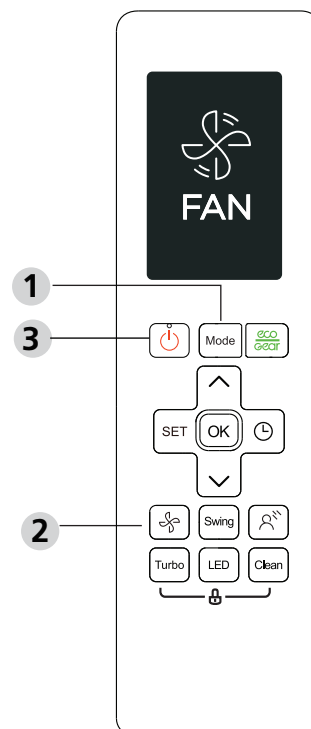 FAN
1
3
Mode
eco
Gear
SET
OK
2
Swing
Turbo
LED
Clean